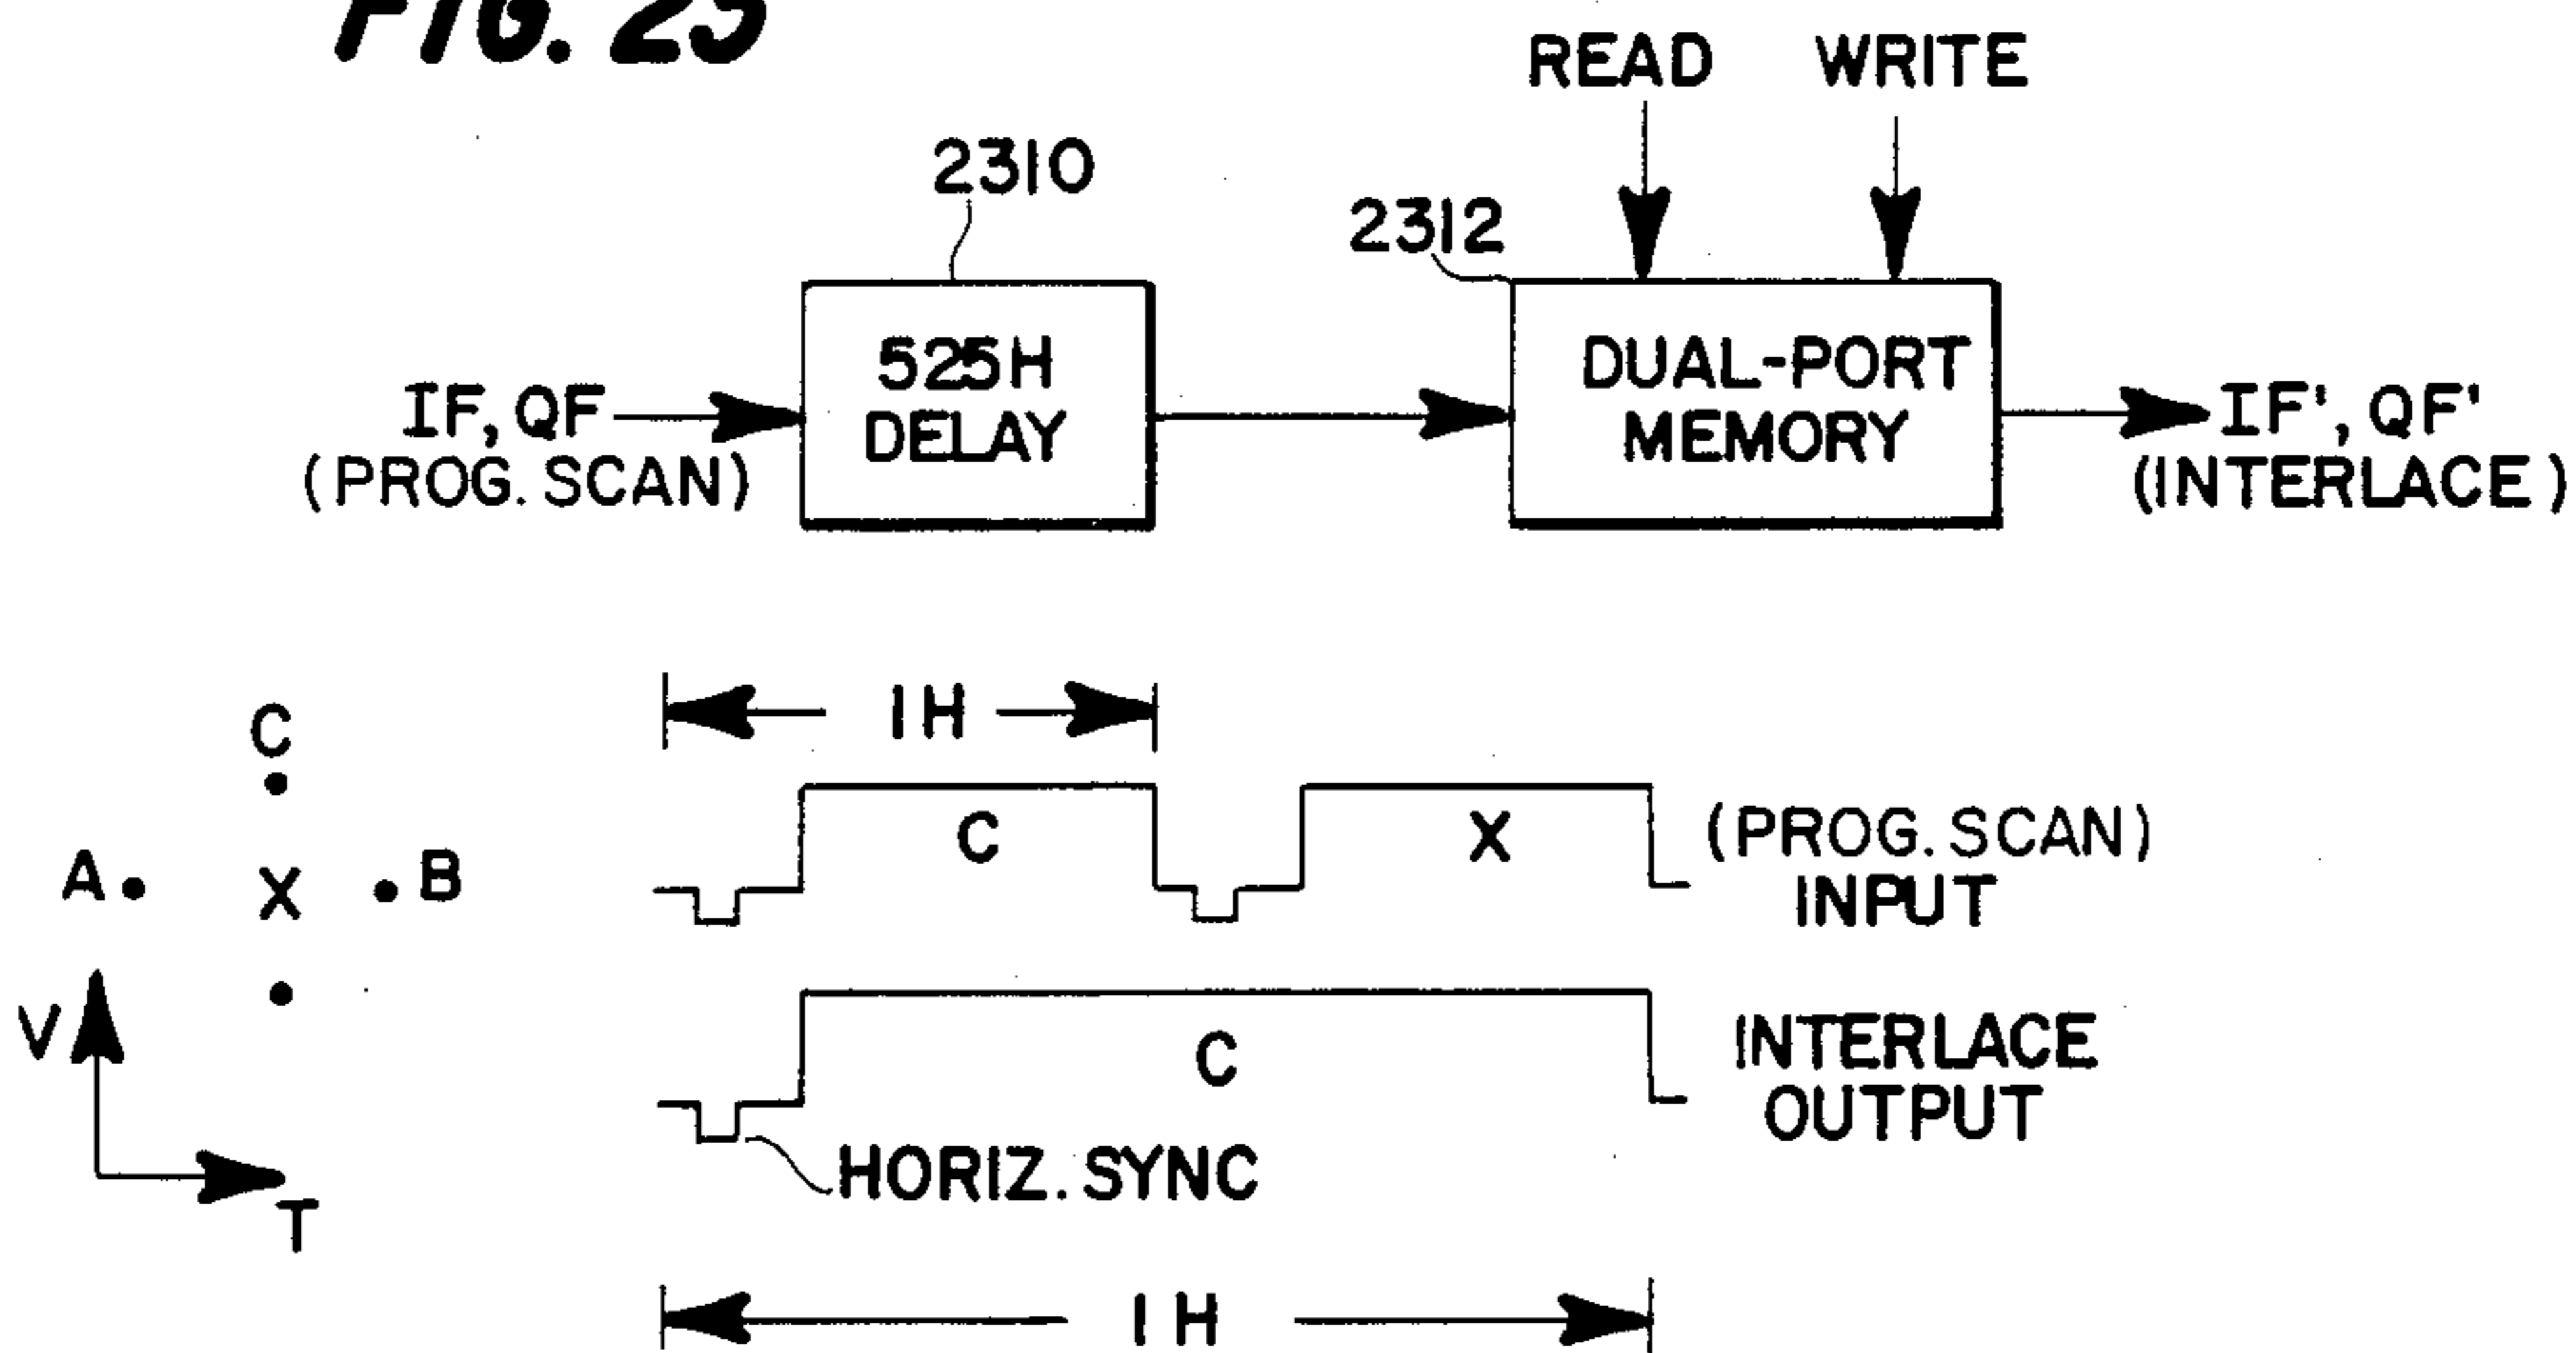 FIG. 23
READ WRITE
2310
2312
525H
DELAY
DUAL-PORT
MEMORY
IF, QF
(PROG. SCAN)
IF', QF'
(INTERLACE)
1H
C
A
X
B
V
T
C
X
(PROG. SCAN)
INPUT
C
INTERLACE
OUTPUT
HORIZ. SYNC
1H